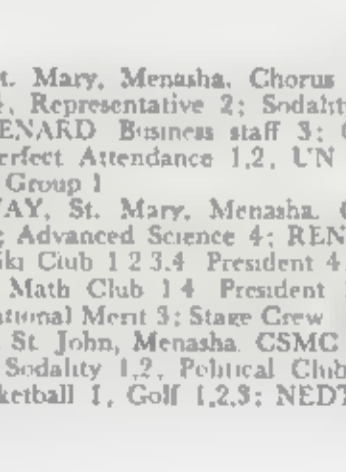 t. Mary, Menasha, Chorus
, Representative 2; Sodality
ENARD Business staff 3;
erfect Attendance 1,2, UN
Group 1
WAY, St. Mary, Menasha.
; Advanced Science 4; REN
Ski Club 1 2 3,4 President 4
Math Club 1 4 President
ational Merit 3; Stage Crew
St. John, Menasha. CSMC
Sodality 1,2, Political Club
ketball 1, Golf 1,2,3; NEDT